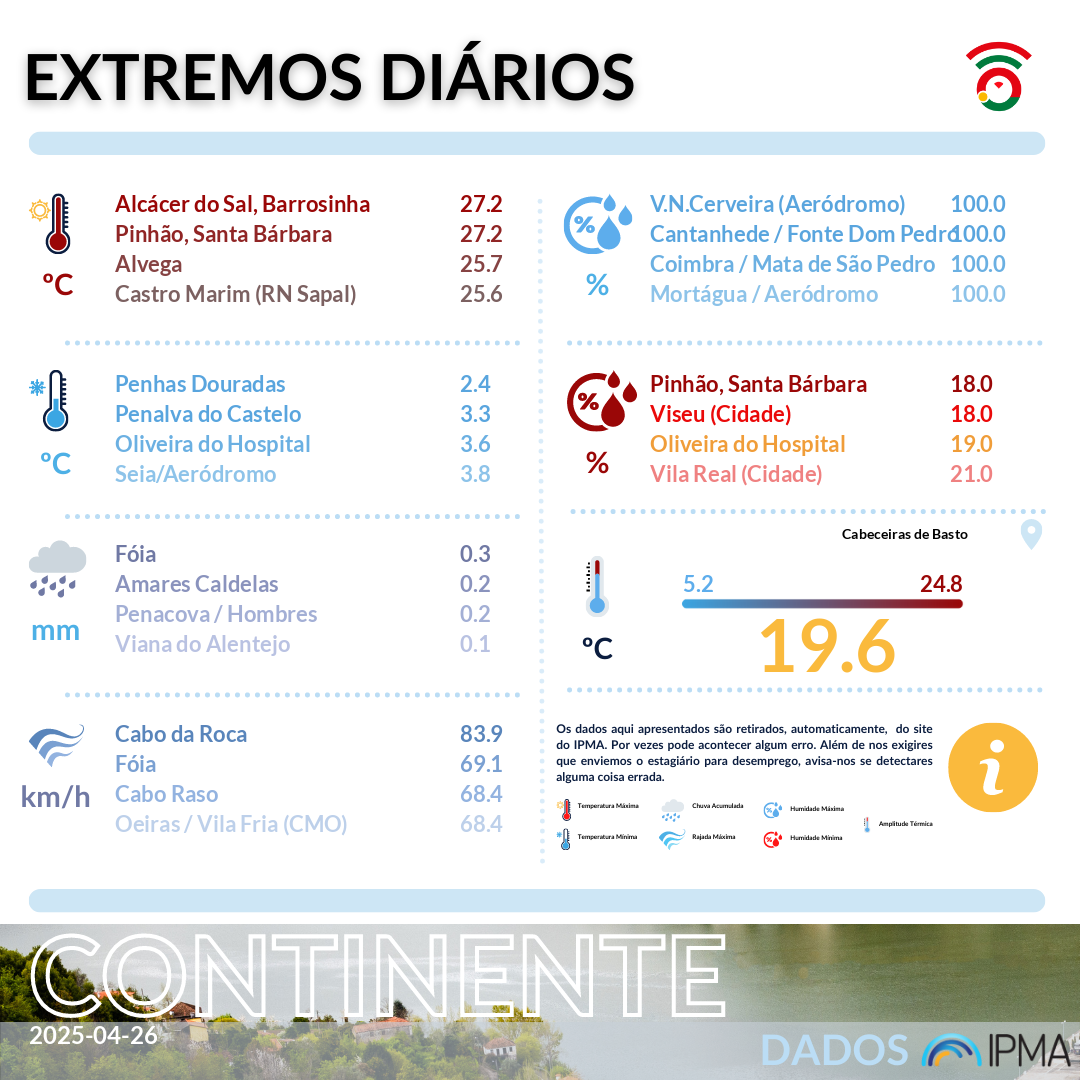 EXTREMOS DIÁRIOS
Alcácer do Sal, Barrosinha 27.2
Pinhão, Santa Bárbara 27.2
Alvega 25.7
Castro Marim (RN Sapal) 25.6
ºC
Penhas Douradas 2.4
Penalva do Castelo 3.3
Oliveira do Hospital 3.6
Seia/Aeródromo 3.8
ºC
Fóia 0.3
Amares Caldelas 0.2
Penacova / Hombres 0.2
Viana do Alentejo 0.1
mm
Cabo da Roca 83.9
Fóia 69.1
Cabo Raso 68.4
Oeiras / Vila Fria (CMO) 68.4
km/h
%
V.N.Cerveira (Aeródromo) 100.0
Cantanhede / Fonte Dom Pedro 100.0
Coimbra / Mata de São Pedro 100.0
Mortágua / Aeródromo 100.0
%
%
Pinhão, Santa Bárbara 18.0
Viseu (Cidade) 18.0
Oliveira do Hospital 19.0
Vila Real (Cidade) 21.0
%
Cabeceiras de Basto
5.2 24.8
19.6
ºC
Os dados aqui apresentados são retirados, automaticamente, do site
do IPMA. Por vezes pode acontecer algum erro. Além de nos exigires
que enviemos o estagiário para desemprego, avisa-nos se detectares
alguma coisa errada.
i
Temperatura Máxima Chuva Acumulada Humidade Máxima
Amplitude Térmica
Temperatura Mínima Rajada Máxima Humidade Mínima
CONTINENTE
2025-04-26
DADOS IPMA